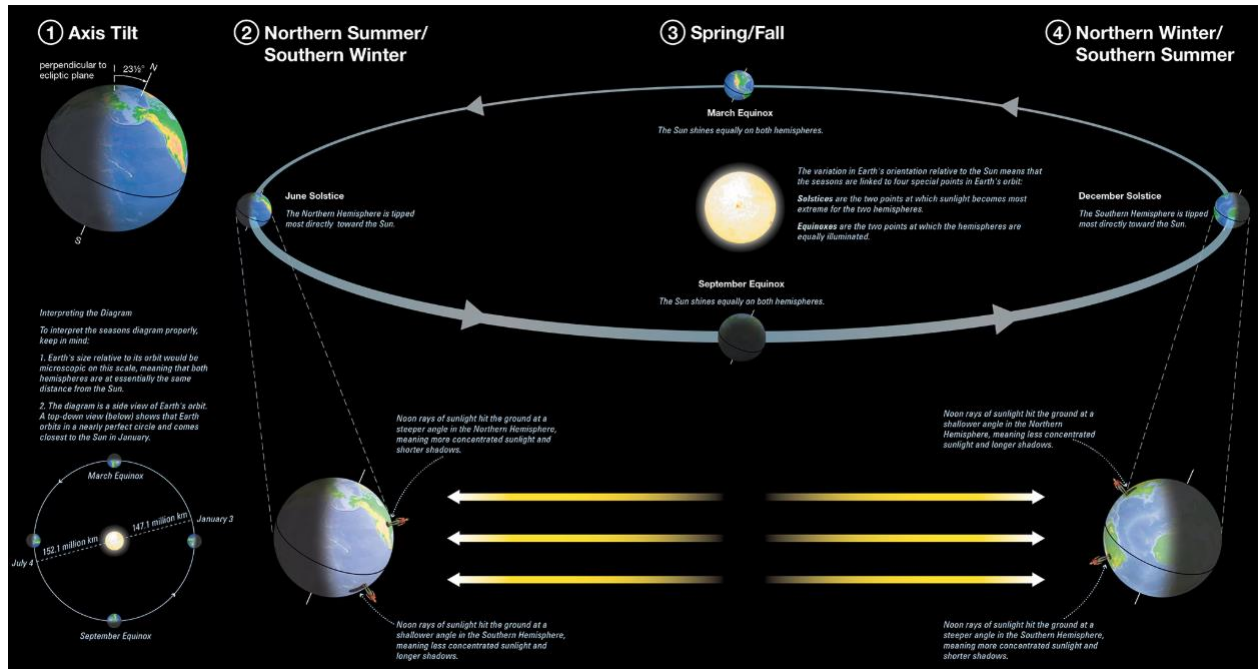 ① Axis Tilt
perpendicular to
ecliptic plane
23½°
N
S
② Northern Summer/
Southern Winter
③ Spring/Fall
④ Northern Winter/
Southern Summer
March Equinox
The Sun shines equally on both hemispheres.
June Solstice
The Northern Hemisphere is tipped
most directly toward the Sun.
The variation in Earth's orientation relative to the Sun means that
the seasons are linked to four special points in Earth's orbit:
Solstices are the two points at which sunlight becomes most
extreme for the two hemispheres.
Equinoxes are the two points at which the hemispheres are
equally illuminated.
December Solstice
The Southern Hemisphere is tipped
most directly toward the Sun.
September Equinox
The Sun shines equally on both hemispheres.
Interpreting the Diagram
To interpret the seasons diagram properly,
keep in mind:
1. Earth's size relative to its orbit would be
microscopic on this scale, meaning that both
hemispheres are at essentially the same
distance from the Sun.
2. The diagram is a side view of Earth's orbit.
A top-down view (below) shows that Earth
orbits in a nearly perfect circle and comes
closest to the Sun in January.
March Equinox
147.1 million km
January 3
152.1 million km
July 4
September Equinox
Noon rays of sunlight hit the ground at a
steeper angle in the Northern Hemisphere,
meaning more concentrated sunlight and
shorter shadows.
Noon rays of sunlight hit the ground at a
shallower angle in the Southern Hemisphere,
meaning less concentrated sunlight and
longer shadows.
Noon rays of sunlight hit the ground at a
shallower angle in the Northern
Hemisphere, meaning less concentrated
sunlight and longer shadows.
Noon rays of sunlight hit the ground at a
steeper angle in the Southern Hemisphere,
meaning more concentrated sunlight and
shorter shadows.